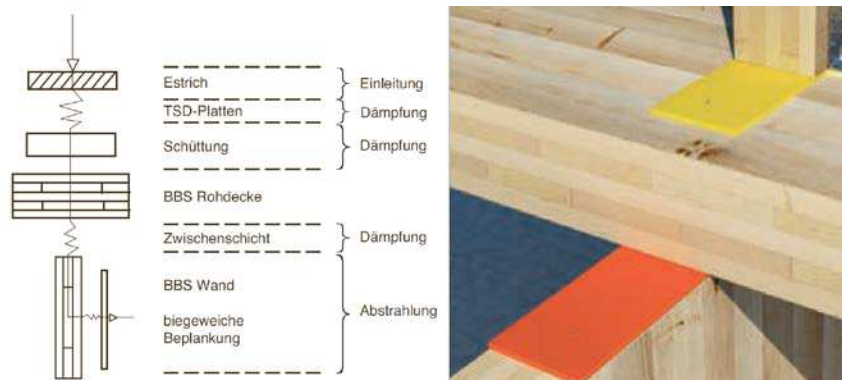 Estrich Einleitung
TSD-Platten Dämpfung
Schüttung Dämpfung
BBS Rohdecke
Zwischenschicht Dämpfung
BBS Wand
Abstrahlung
biegeweiche
Beplankung